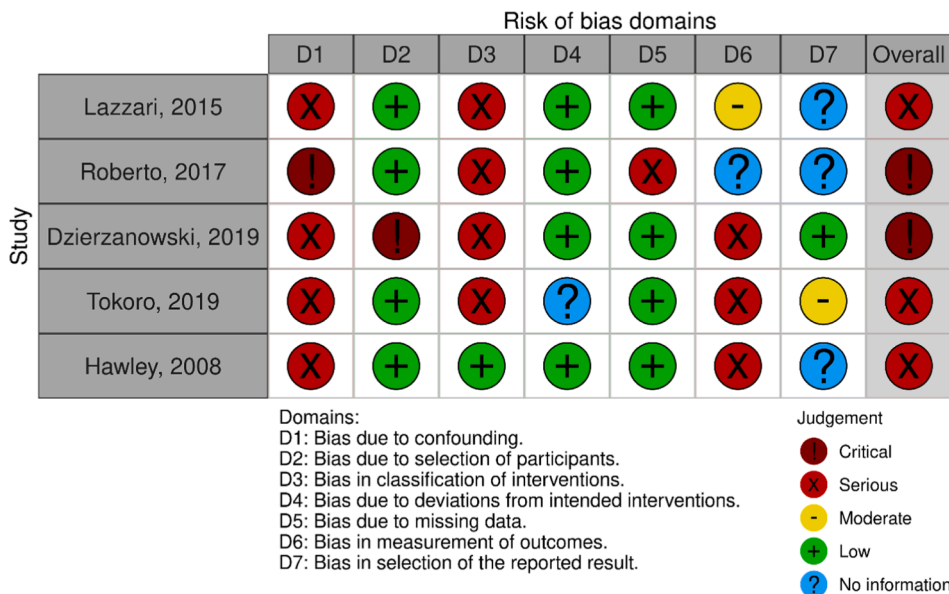 Risk of bias domains
D1 D2 D3 D4 D5 D6 D7 Overall
Study
Lazzari, 2015 X + X + + - ? X
Roberto, 2017 ! + X + X ? ? !
Dzierzanowski, 2019 X ! X + + X + !
Tokoro, 2019 X + X ? + X - X
Hawley, 2008 X + + + + X ? X
Domains:
D1: Bias due to confounding.
D2: Bias due to selection of participants.
D3: Bias in classification of interventions.
D4: Bias due to deviations from intended interventions.
D5: Bias due to missing data.
D6: Bias in measurement of outcomes.
D7: Bias in selection of the reported result.
Judgement
! Critical
X Serious
- Moderate
+ Low
? No information